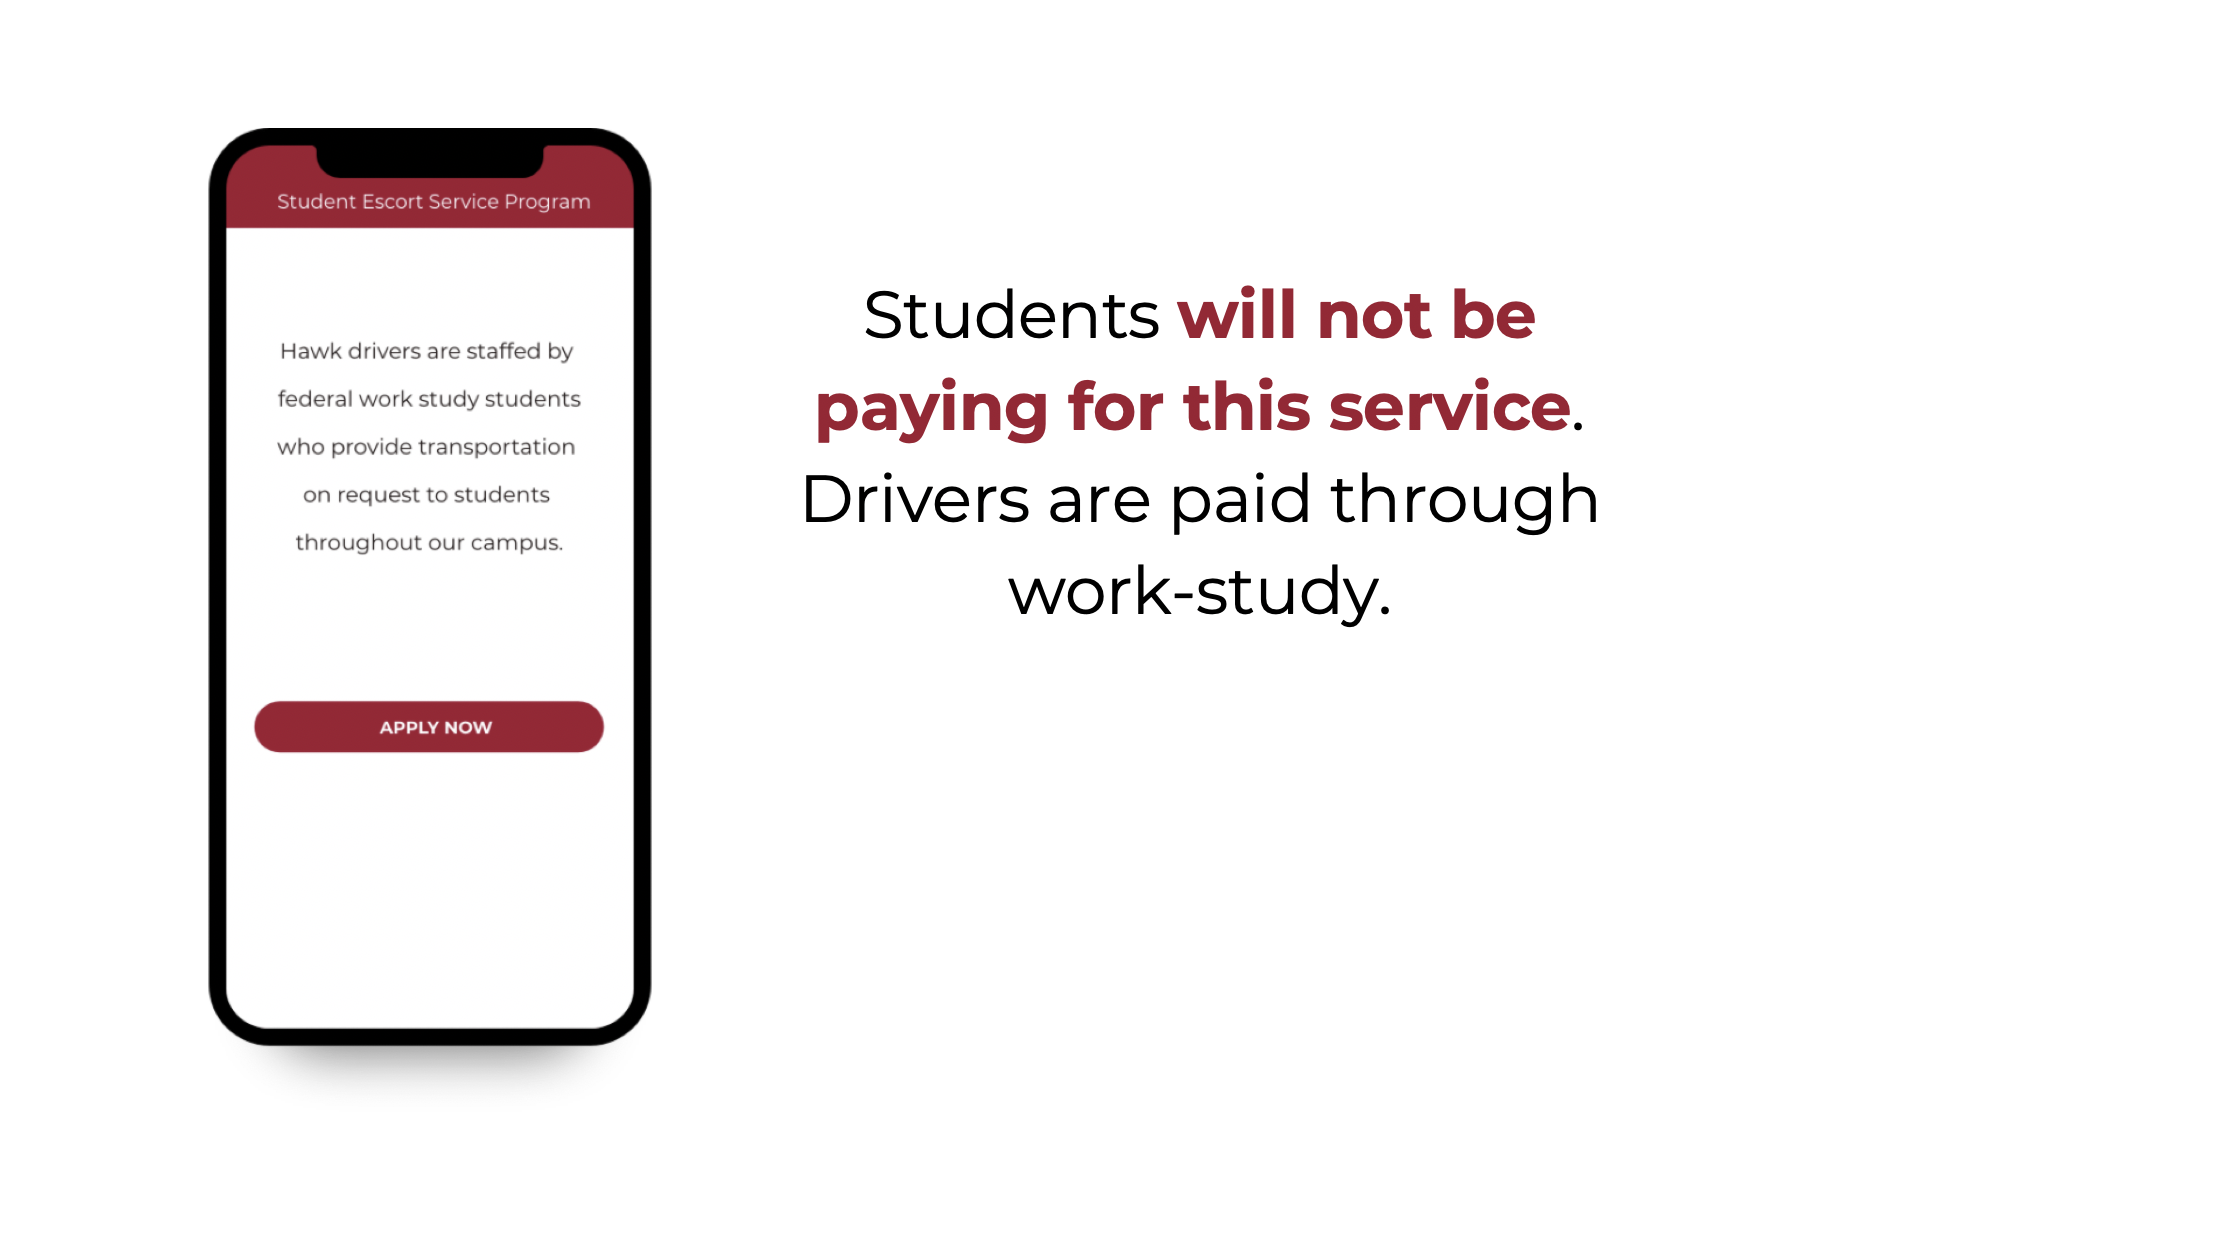 Student Escort Service Program
Hawk drivers are staffed by
federal work study students
who provide transportation
on request to students
throughout our campus.
APPLY NOW
Students will not be
paying for this service.
Drivers are paid through
work-study.